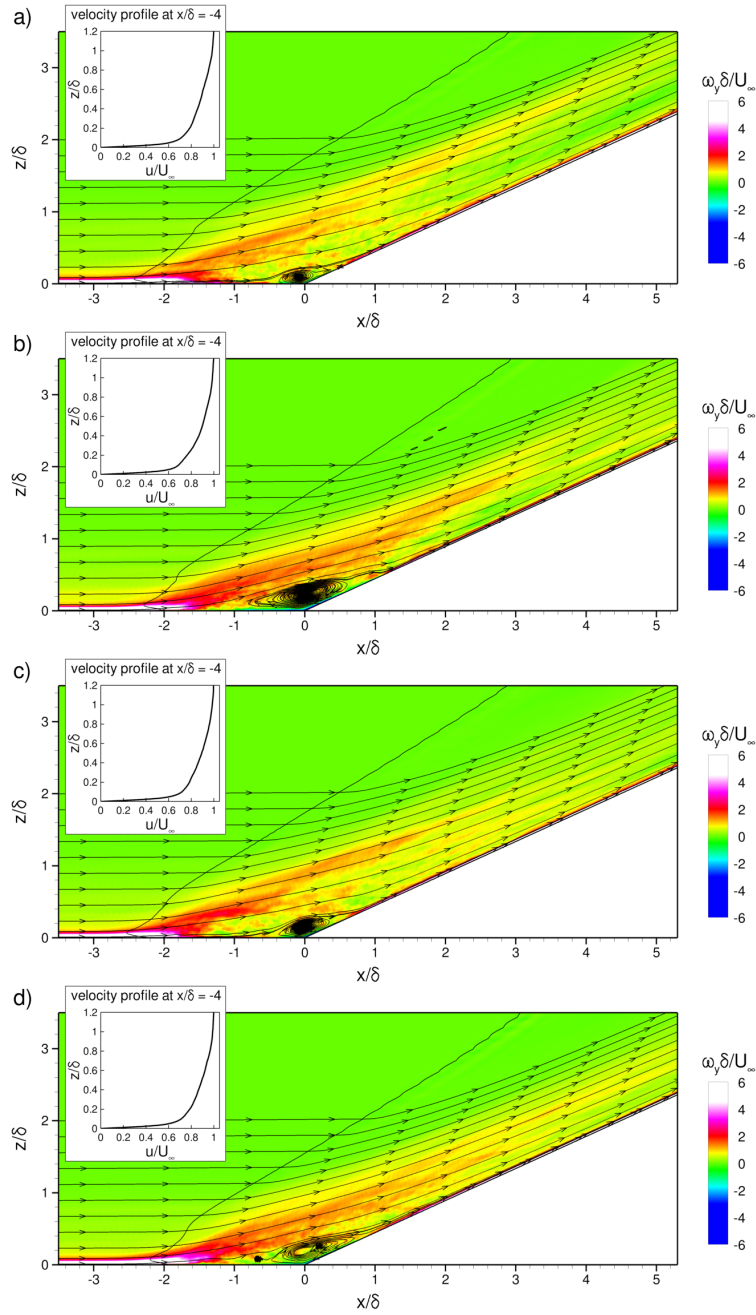 a)
velocity profile at x/δ = -4
z/δ
1.2
1
0.8
0.6
0.4
0.2
0
0 0.2 0.4 0.6 0.8 1
u/U∞
z/δ
3
2
1
0
-3 -2 -1 0 1 2 3 4 5
x/δ
ω_yδ/U∞
6
4
2
0
-2
-4
-6
b)
velocity profile at x/δ = -4
z/δ
1.2
1
0.8
0.6
0.4
0.2
0
0 0.2 0.4 0.6 0.8 1
u/U∞
z/δ
3
2
1
0
-3 -2 -1 0 1 2 3 4 5
x/δ
ω_yδ/U∞
6
4
2
0
-2
-4
-6
c)
velocity profile at x/δ = -4
z/δ
1.2
1
0.8
0.6
0.4
0.2
0
0 0.2 0.4 0.6 0.8 1
u/U∞
z/δ
3
2
1
0
-3 -2 -1 0 1 2 3 4 5
x/δ
ω_yδ/U∞
6
4
2
0
-2
-4
-6
d)
velocity profile at x/δ = -4
z/δ
1.2
1
0.8
0.6
0.4
0.2
0
0 0.2 0.4 0.6 0.8 1
u/U∞
z/δ
3
2
1
0
-3 -2 -1 0 1 2 3 4 5
x/δ
ω_yδ/U∞
6
4
2
0
-2
-4
-6